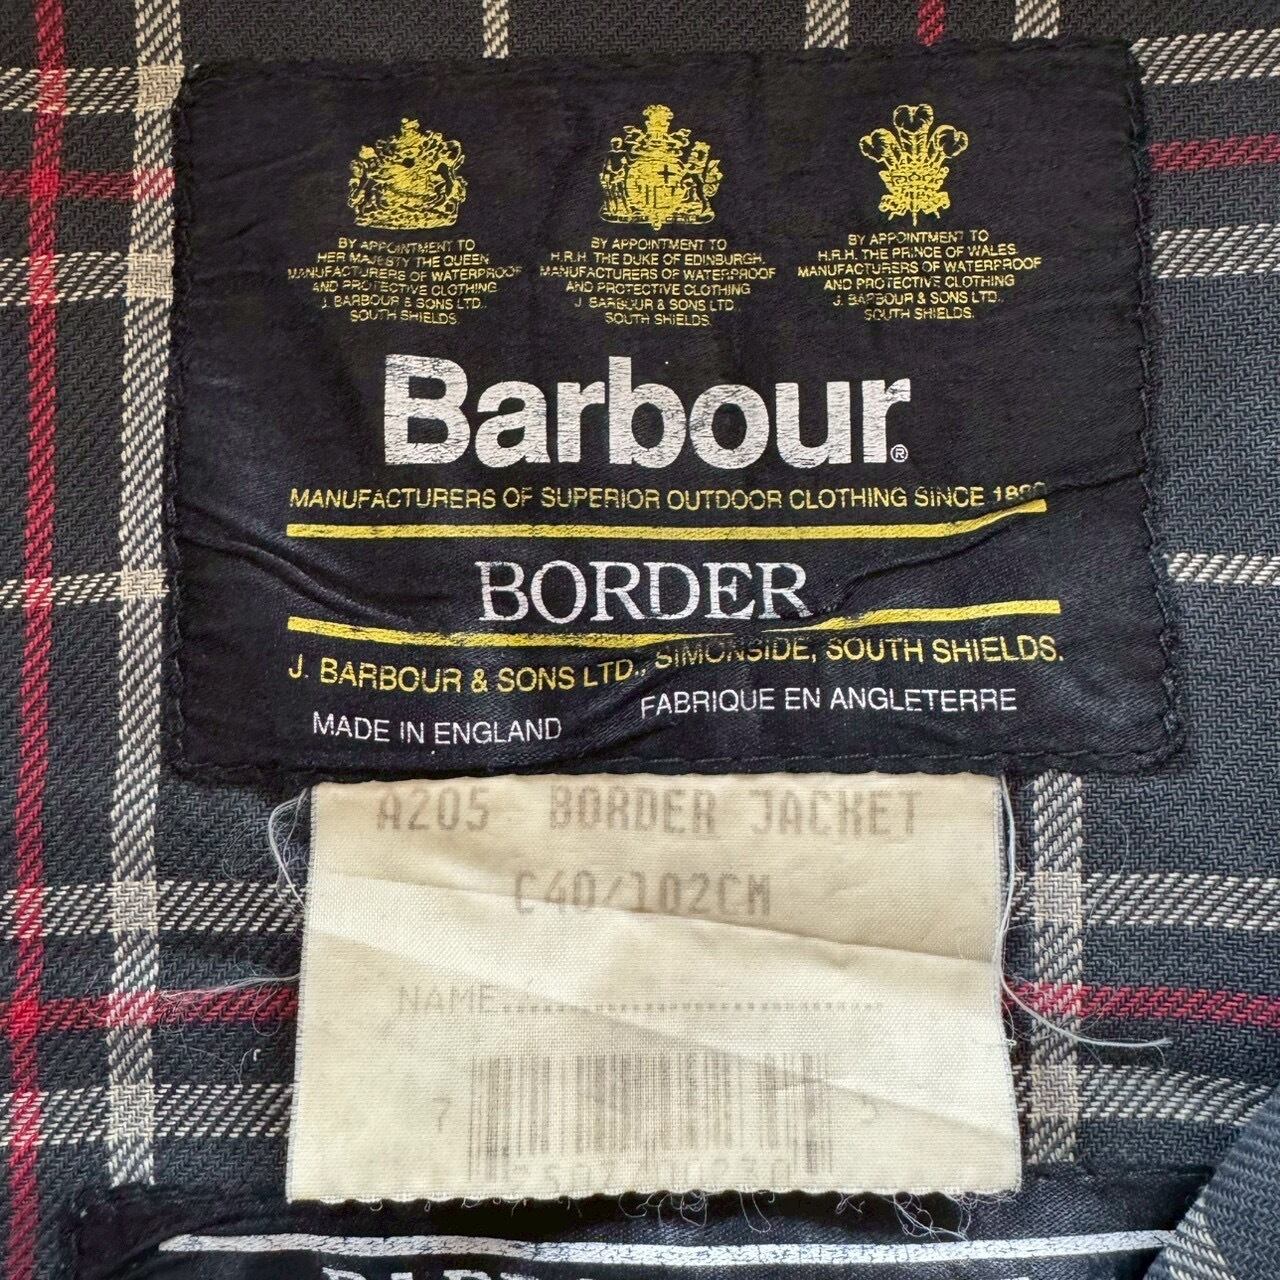 BY APPOINTMENT TO
HER MAJESTY THE QUEEN
MANUFACTURERS OF WATERPROOF
AND PROTECTIVE CLOTHING
J. BARBOUR & SONS LTD.
SOUTH SHIELDS.
BY APPOINTMENT TO
H.R.H. THE DUKE OF EDINBURGH.
MANUFACTURERS OF WATERPROOF
AND PROTECTIVE CLOTHING
J. BARBOUR & SONS LTD.
SOUTH SHIELDS.
BY APPOINTMENT TO
H.R.H. THE PRINCE OF WALES.
MANUFACTURERS OF WATERPROOF
AND PROTECTIVE CLOTHING
J. BARBOUR & SONS LTD.
SOUTH SHIELDS.
Barbour®
MANUFACTURERS OF SUPERIOR OUTDOOR CLOTHING SINCE
BORDER
J. BARBOUR & SONS LTD., SIMONSIDE, SOUTH SHIELDS.
MADE IN ENGLAND FABRIQUE EN ANGLETERRE
A205 BORDER JACKET
C40/102CM
NAME